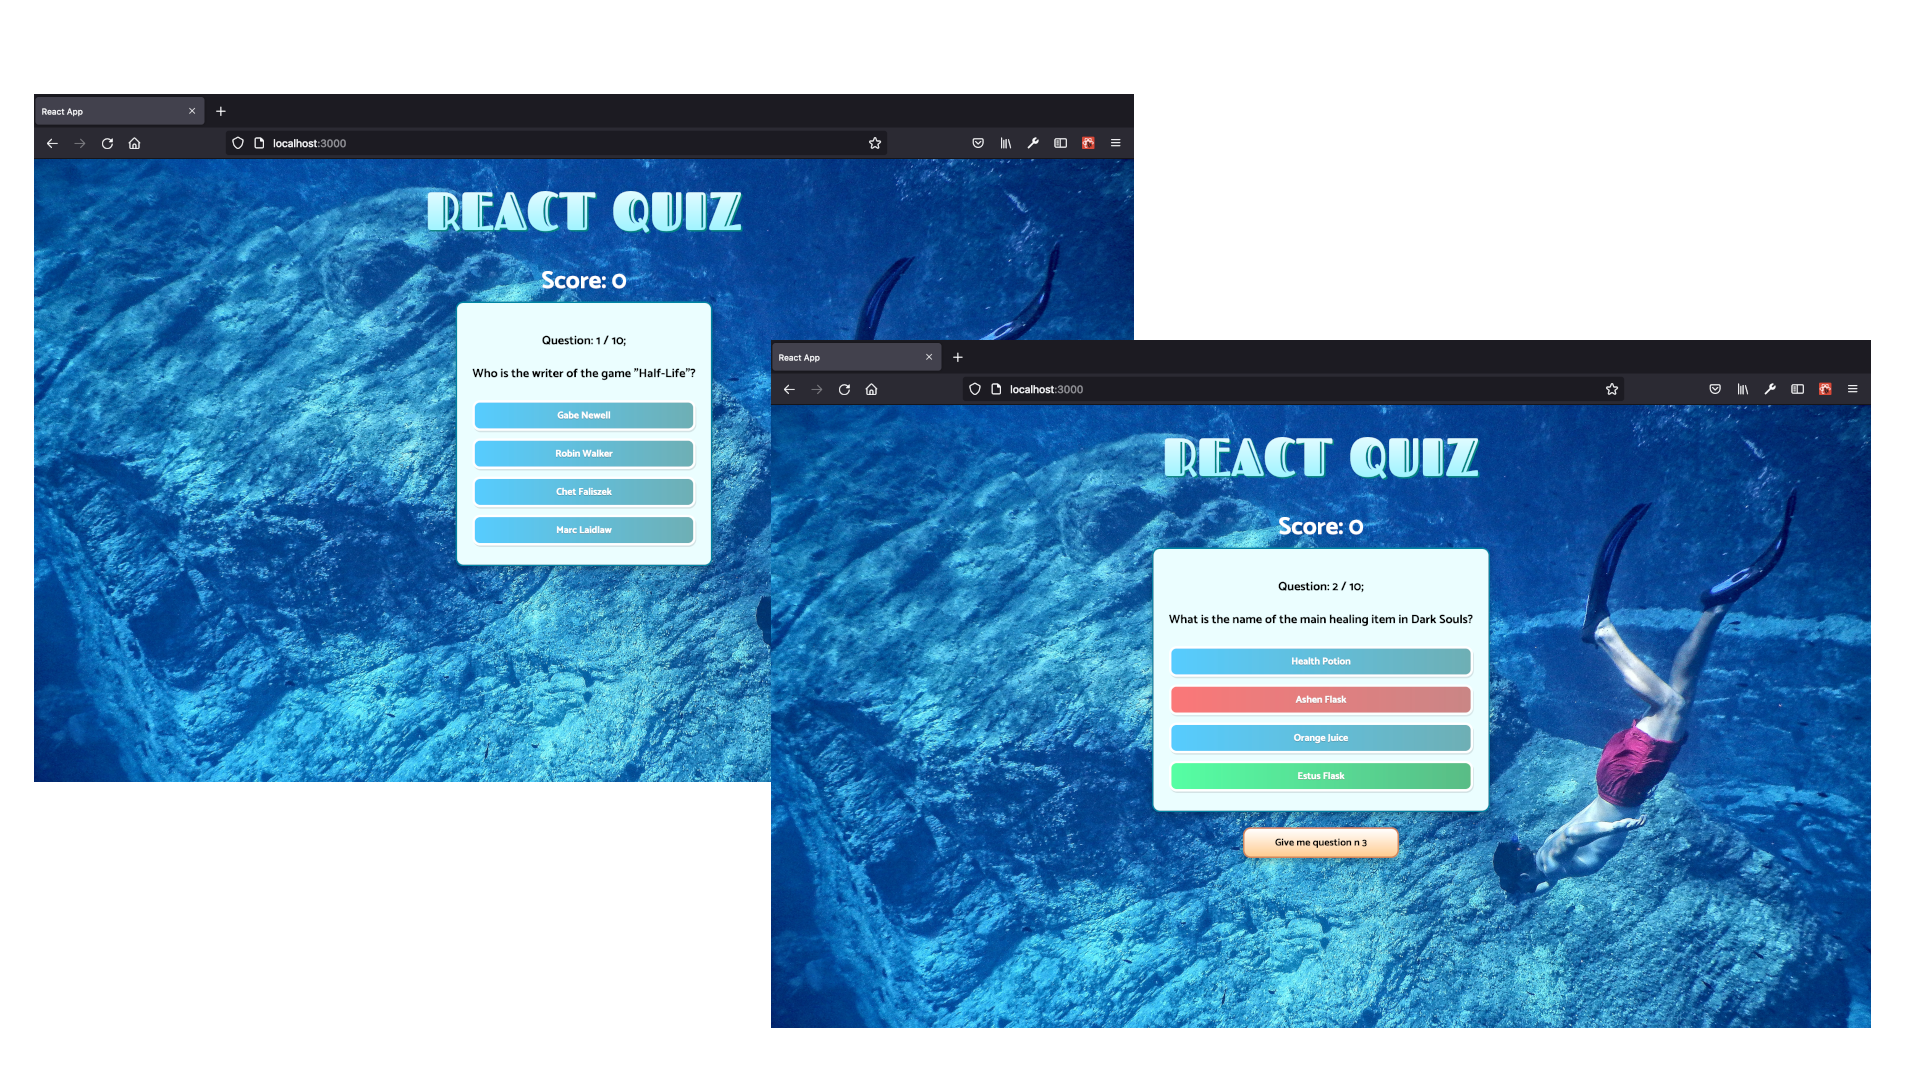 React App
localhost:3000
REACT QUIZ
Score: 0
Question: 1 / 10;
Who is the writer of the game "Half-Life"?
Gabe Newell
Robin Walker
Chet Faliszek
Marc Laidlaw
React App
localhost:3000
REACT QUIZ
Score: 0
Question: 2 / 10;
What is the name of the main healing item in Dark Souls?
Health Potion
Ashen Flask
Orange Juice
Estus Flask
Give me question n 3